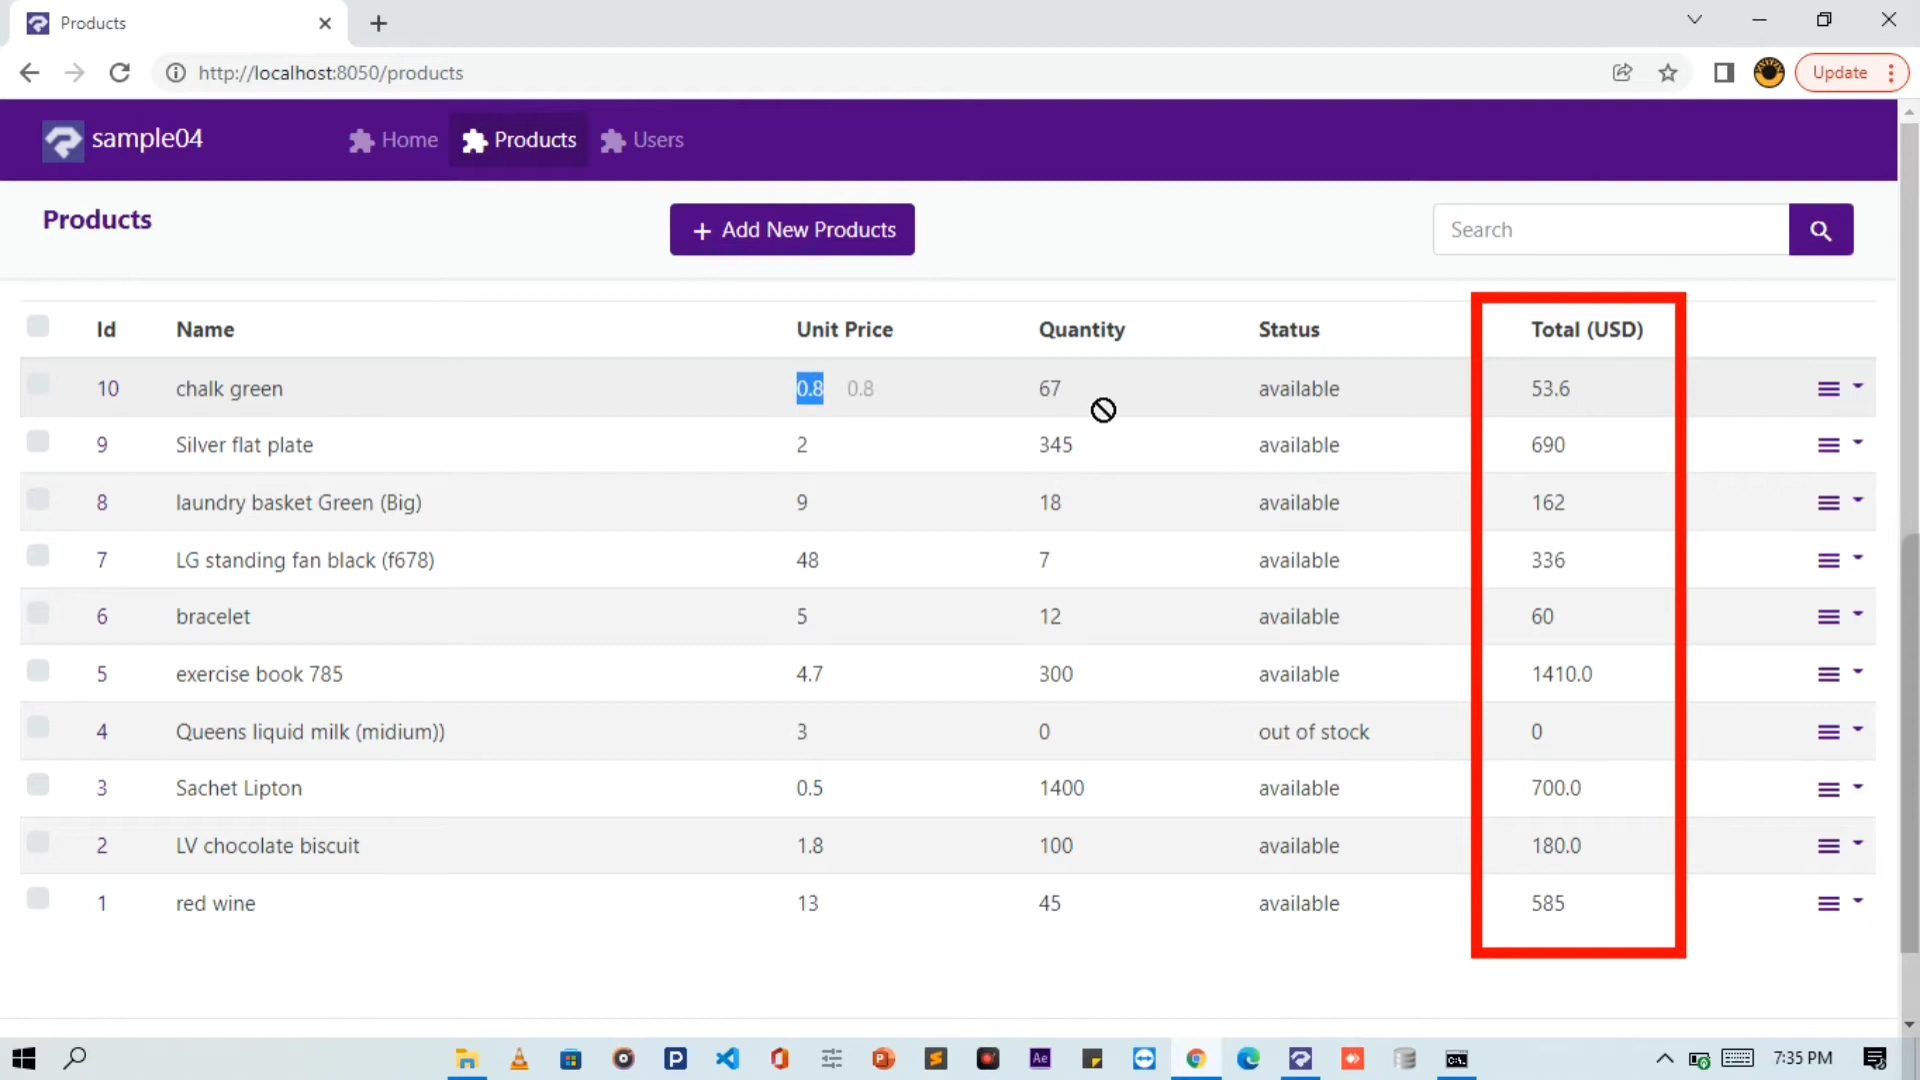 Products
http://localhost:8050/products
Update
sample04 Home Products Users
Products + Add New Products Search
Id Name Unit Price Quantity Status Total (USD)
10 chalk green 0.8 0.8 67 available 53.6
9 Silver flat plate 2 345 available 690
8 laundry basket Green (Big) 9 18 available 162
7 LG standing fan black (f678) 48 7 available 336
6 bracelet 5 12 available 60
5 exercise book 785 4.7 300 available 1410.0
4 Queens liquid milk (midium)) 3 0 out of stock 0
3 Sachet Lipton 0.5 1400 available 700.0
2 LV chocolate biscuit 1.8 100 available 180.0
1 red wine 13 45 available 585
P Ae 7:35 PM